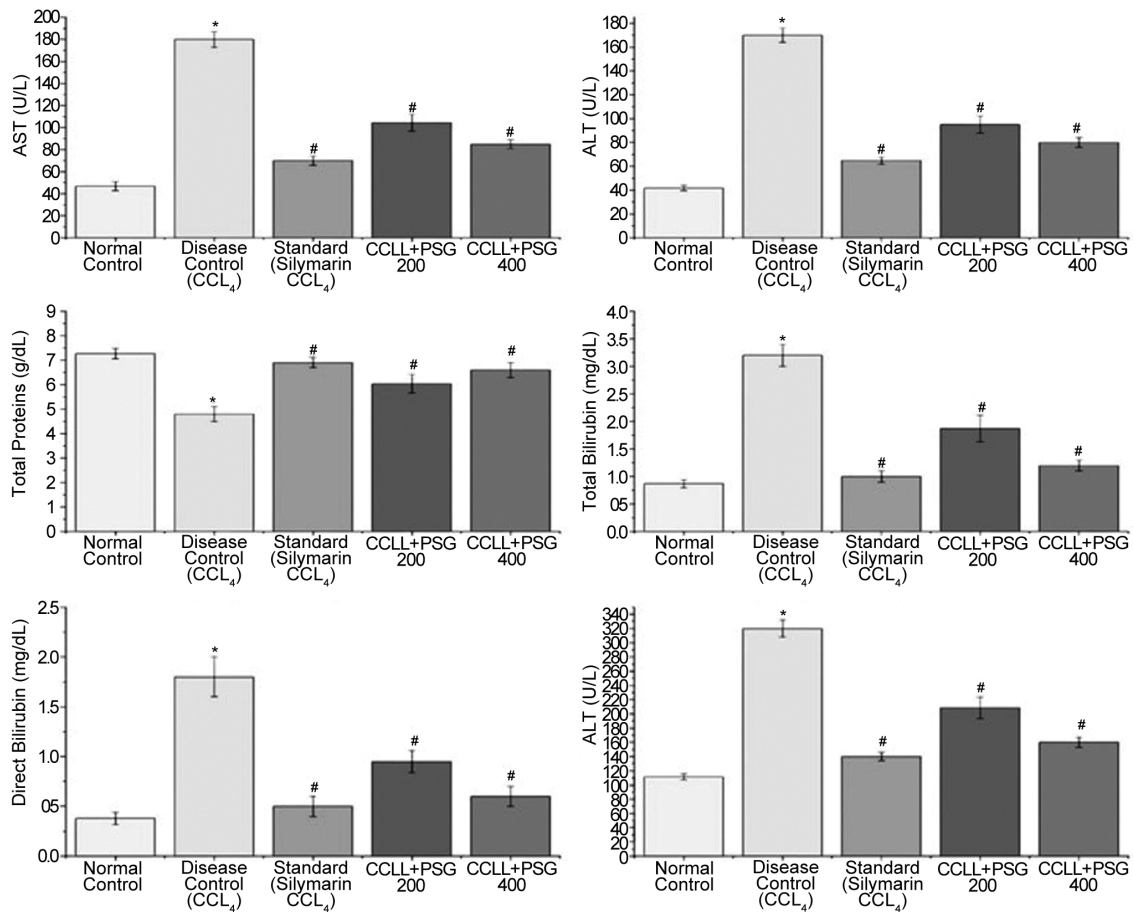 AST (U/L)
200
180
160
140
120
100
80
60
40
20
0
*
#
#
#
Normal
Control
Disease
Control
(CCL4)
Standard
(Silymarin
CCL4)
CCLL+PSG
200
CCLL+PSG
400
ALT (U/L)
180
160
140
120
100
80
60
40
20
0
*
#
#
#
Normal
Control
Disease
Control
(CCL4)
Standard
(Silymarin
CCL4)
CCLL+PSG
200
CCLL+PSG
400
Total Proteins (g/dL)
9
8
7
6
5
4
3
2
1
0
*
#
#
#
Normal
Control
Disease
Control
(CCL4)
Standard
(Silymarin
CCL4)
CCLL+PSG
200
CCLL+PSG
400
Total Bilirubin (mg/dL)
4.0
3.5
3.0
2.5
2.0
1.5
1.0
05
0.0
*
#
#
#
Normal
Control
Disease
Control
(CCL4)
Standard
(Silymarin
CCL4)
CCLL+PSG
200
CCLL+PSG
400
Direct Bilirubin (mg/dL)
2.5
2.0
1.5
1.0
05
0.0
*
#
#
#
Normal
Control
Disease
Control
(CCL4)
Standard
(Silymarin
CCL4)
CCLL+PSG
200
CCLL+PSG
400
ALT (U/L)
340
320
300
280
260
240
220
200
180
160
140
120
100
80
60
40
20
0
*
#
#
#
Normal
Control
Disease
Control
(CCL4)
Standard
(Silymarin
CCL4)
CCLL+PSG
200
CCLL+PSG
400